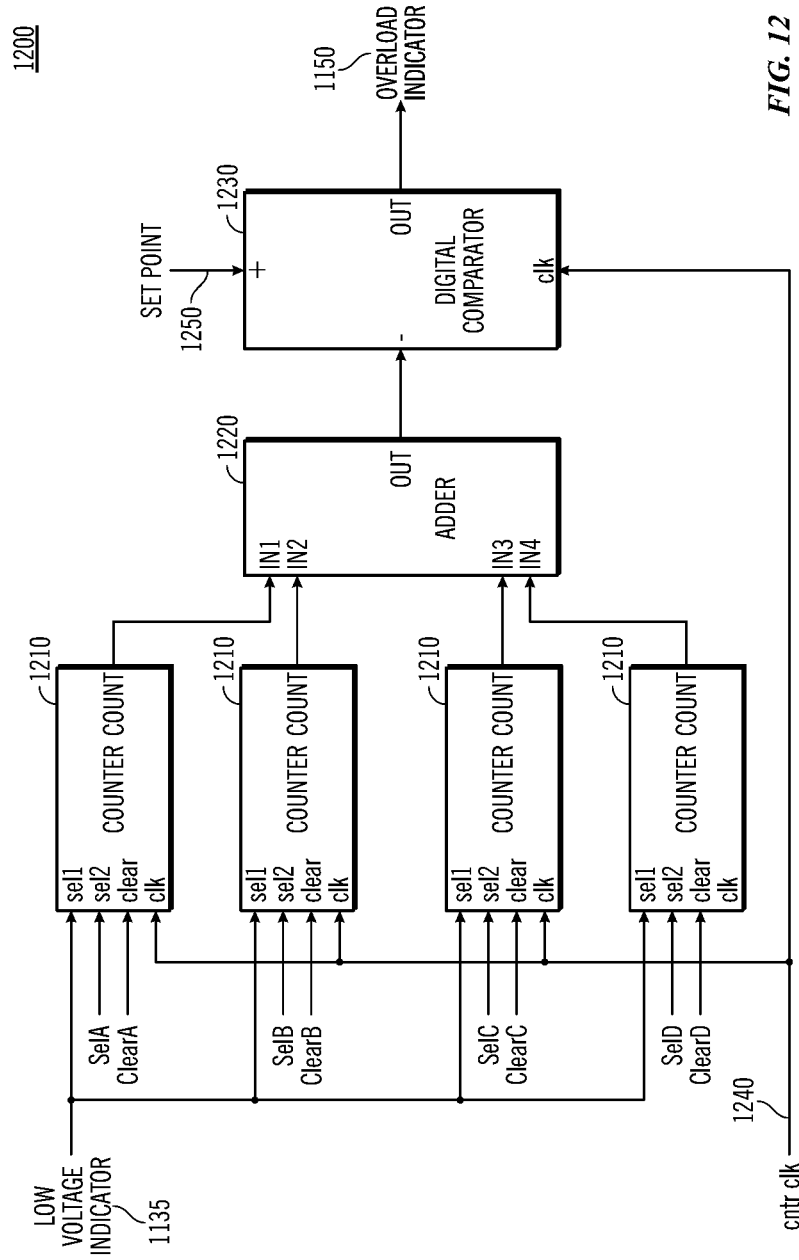 1200
LOW
VOLTAGE
INDICATOR
1135
SelA
ClearA
sel1
sel2
clear
clk
COUNTER COUNT
1210
SelB
ClearB
sel1
sel2
clear
clk
COUNTER COUNT
1210
SelC
ClearC
sel1
sel2
clear
clk
COUNTER COUNT
1210
SelD
ClearD
sel1
sel2
clear
clk
COUNTER COUNT
1210
cntr clk
1240
IN1
IN2
IN3
IN4
ADDER
OUT
1220
SET POINT
1250
+
-
OUT
DIGITAL
COMPARATOR
clk
1230
1150
OVERLOAD
INDICATOR
FIG. 12